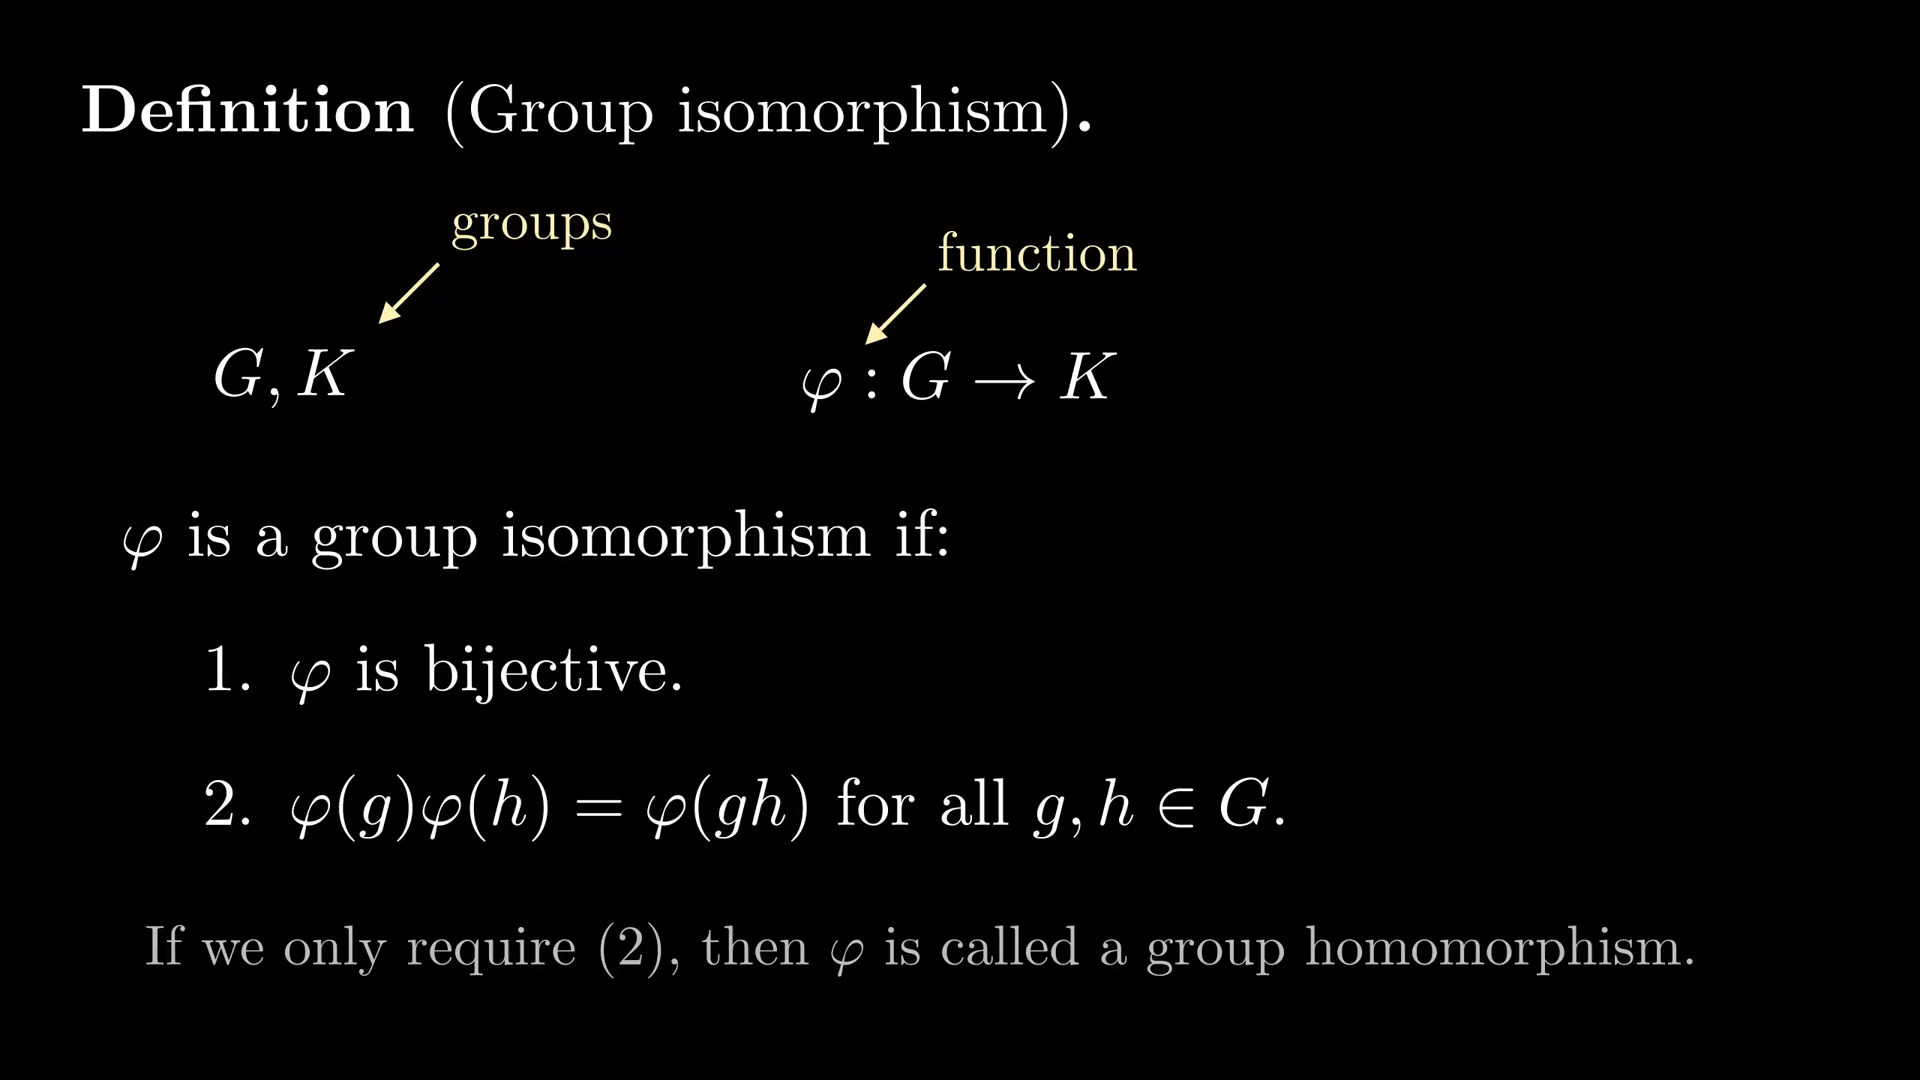 Definition (Group isomorphism).
groups
function
G, K
φ : G → K
φ is a group isomorphism if:
1. φ is bijective.
2. φ(g)φ(h) = φ(gh) for all g, h ∈ G.
If we only require (2), then φ is called a group homomorphism.